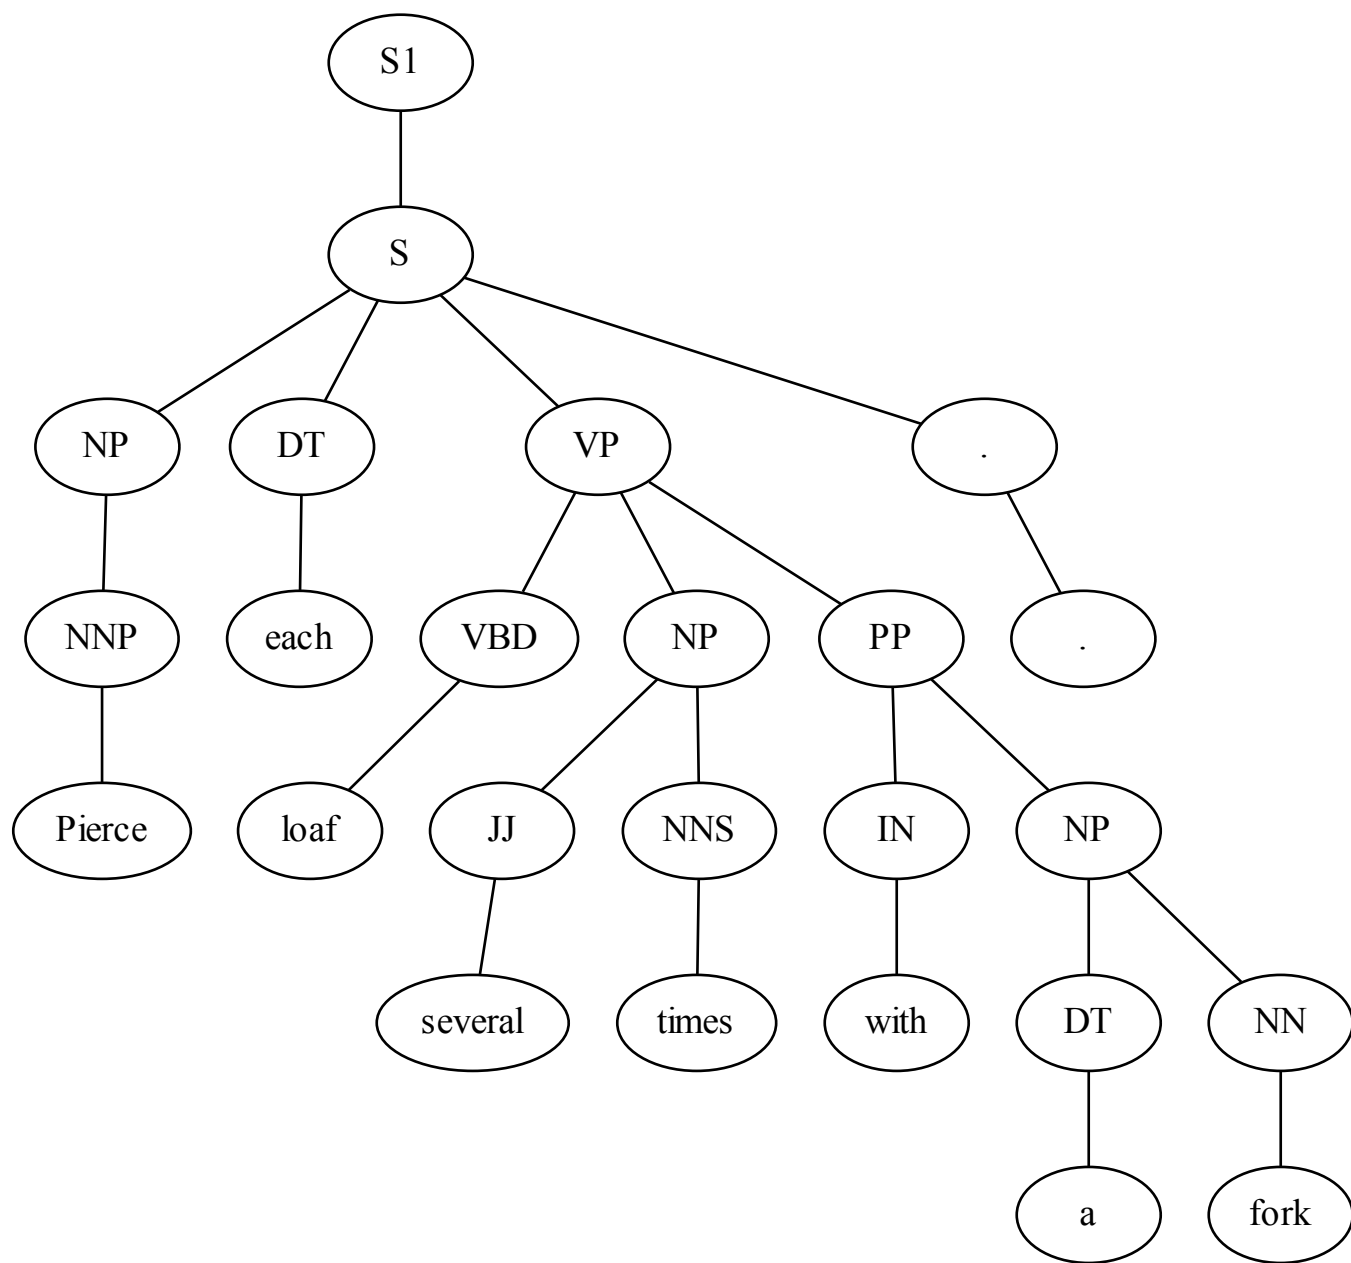 S1
S
NP DT VP .
NNP each VBD NP PP .
Pierce loaf JJ NNS IN NP
several times with DT NN
a fork